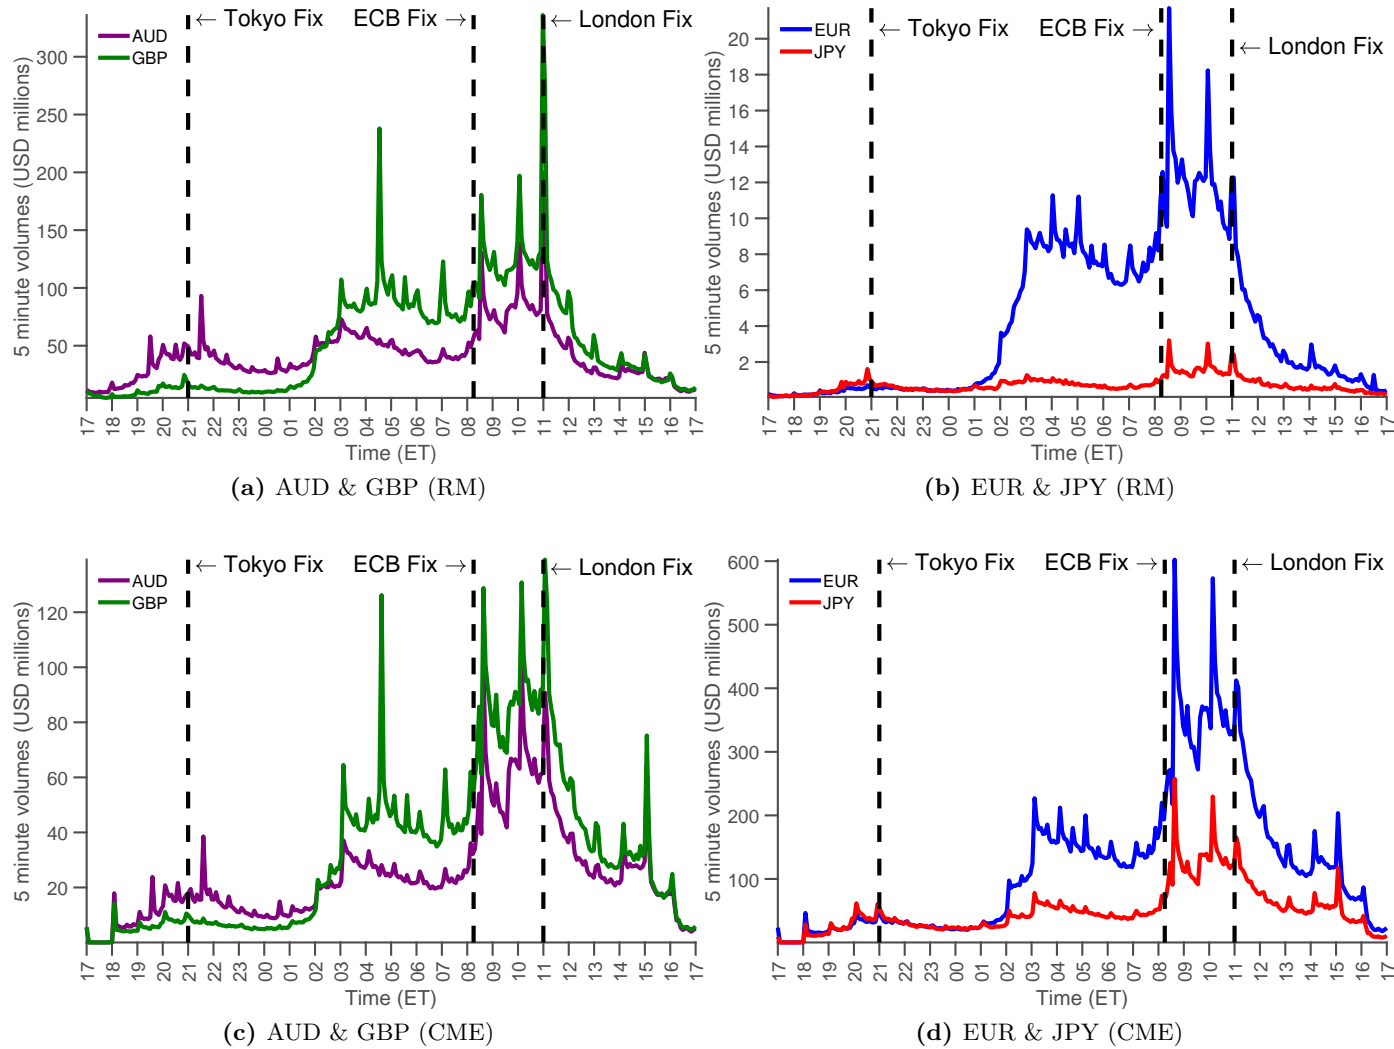 ← Tokyo Fix ECB Fix → ← London Fix
AUD
GBP
5 minute volumes (USD millions)
300
250
200
150
100
50
17 18 19 20 21 22 23 00 01 02 03 04 05 06 07 08 09 10 11 12 13 14 15 16 17
Time (ET)
(a) AUD & GBP (RM)
← Tokyo Fix ECB Fix →
← London Fix
EUR
JPY
5 minute volumes (USD millions)
20
18
16
14
12
10
8
6
4
2
17 18 19 20 21 22 23 00 01 02 03 04 05 06 07 08 09 10 11 12 13 14 15 16 17
Time (ET)
(b) EUR & JPY (RM)
← Tokyo Fix ECB Fix → ← London Fix
AUD
GBP
5 minute volumes (USD millions)
120
100
80
60
40
20
17 18 19 20 21 22 23 00 01 02 03 04 05 06 07 08 09 10 11 12 13 14 15 16 17
Time (ET)
(c) AUD & GBP (CME)
← Tokyo Fix ECB Fix → ← London Fix
EUR
JPY
5 minute volumes (USD millions)
600
500
400
300
200
100
17 18 19 20 21 22 23 00 01 02 03 04 05 06 07 08 09 10 11 12 13 14 15 16 17
Time (ET)
(d) EUR & JPY (CME)